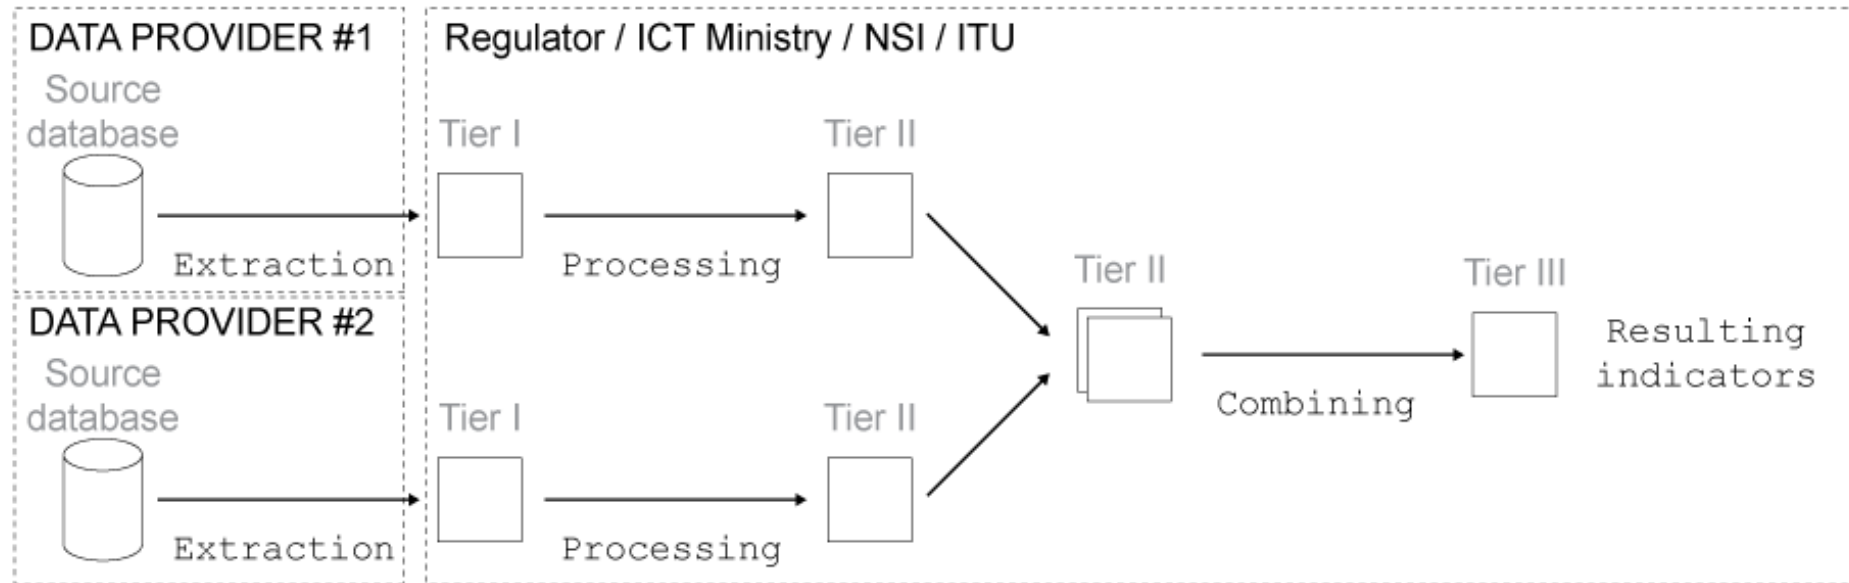 DATA PROVIDER #1
Source
database
Extraction
DATA PROVIDER #2
Source
database
Extraction
Regulator / ICT Ministry / NSI / ITU
Tier I
Processing
Tier II
Tier I
Processing
Tier II
Tier II
Combining
Tier III
Resulting
indicators